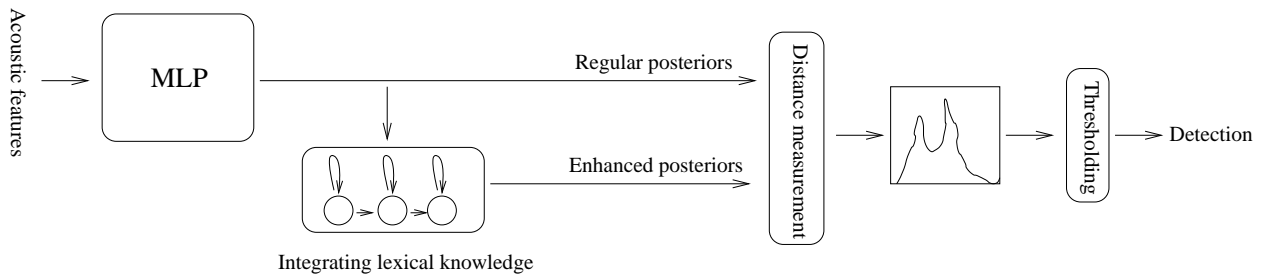 Acoustic features
MLP
Regular posteriors
Enhanced posteriors
Integrating lexical knowledge
Distance measurement
Thresholding
Detection